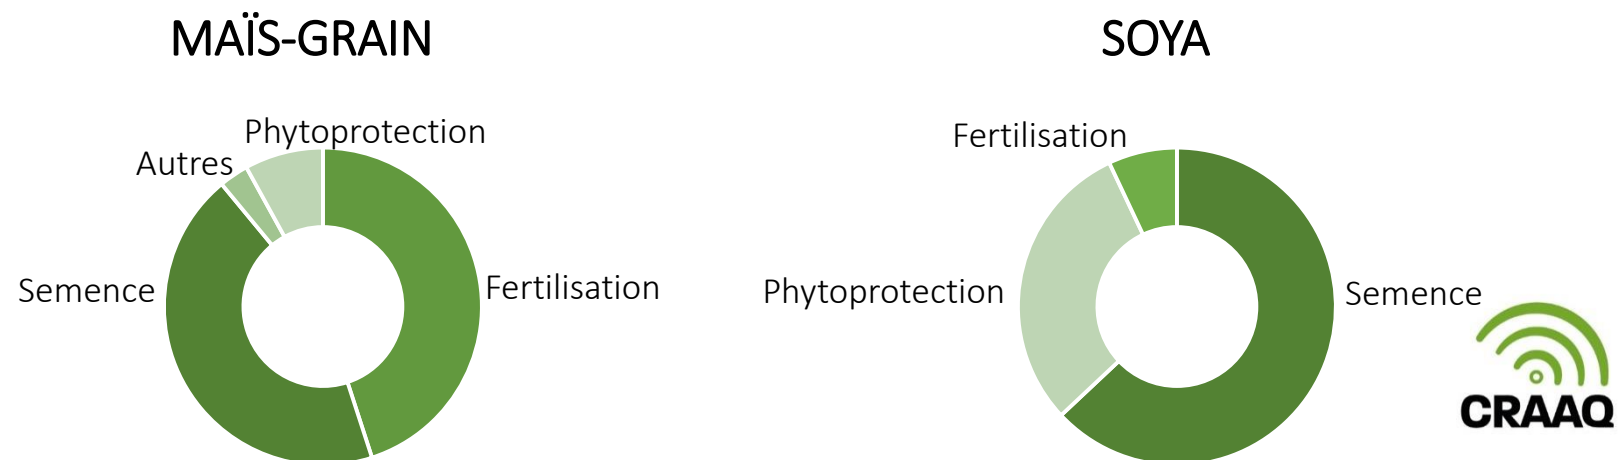 MAÏS-GRAIN
Phytoprotection
Autres
Semence
Fertilisation
SOYA
Fertilisation
Phytoprotection
Semence
CRAAQ